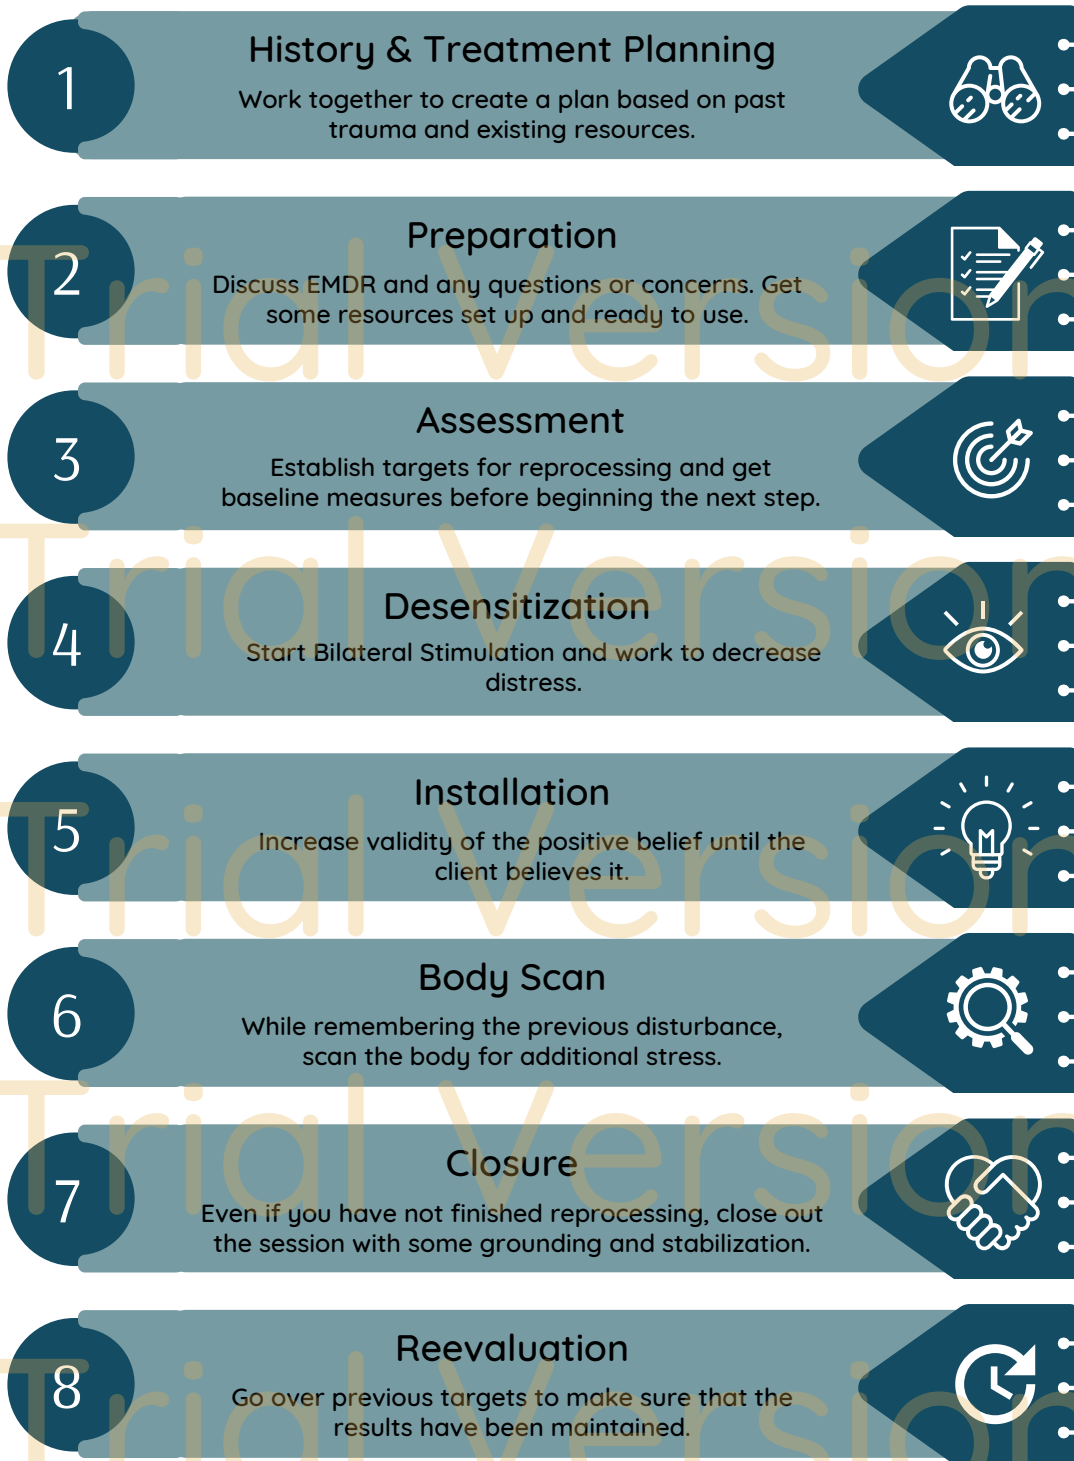 1
History & Treatment Planning
Work together to create a plan based on past
trauma and existing resources.
2
Preparation
Discuss EMDR and any questions or concerns. Get
some resources set up and ready to use.
Trial Version
3
Assessment
Establish targets for reprocessing and get
baseline measures before beginning the next step.
4
Desensitization
Start Bilateral Stimulation and work to decrease
distress.
Trial Version
5
Installation
Increase validity of the positive belief until the
client believes it.
Trial Version
6
Body Scan
While remembering the previous disturbance,
scan the body for additional stress.
7
Closure
Even if you have not finished reprocessing, close out
the session with some grounding and stabilization.
Trial Version
8
Reevaluation
Go over previous targets to make sure that the
results have been maintained.
Trial Version